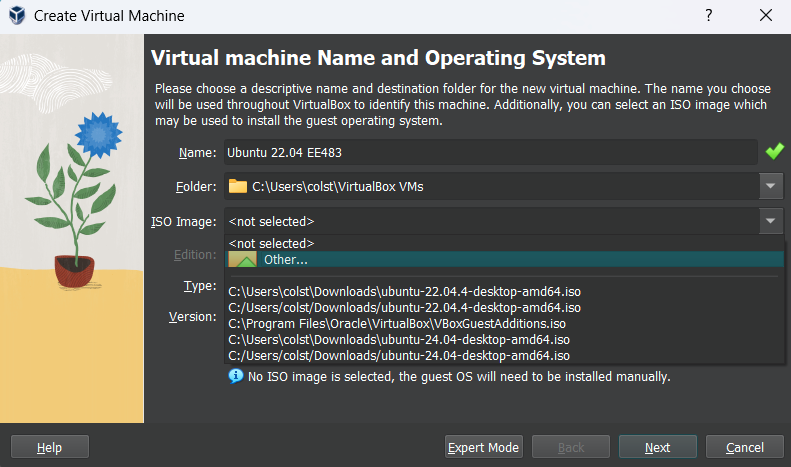 Create Virtual Machine
?
Virtual machine Name and Operating System
Please choose a descriptive name and destination folder for the new virtual machine. The name you choose
will be used throughout VirtualBox to identify this machine. Additionally, you can select an ISO image which
may be used to install the guest operating system.
Name: Ubuntu 22.04 EE483
Folder: C:\Users\colst\VirtualBox VMs
ISO Image: <not selected>
<not selected>
Edition: Other...
Type: C:\Users\colst\Downloads\ubuntu-22.04.4-desktop-amd64.iso
C:/Users/colst/Downloads/ubuntu-22.04.4-desktop-amd64.iso
Version: C:\Program Files\Oracle\VirtualBox\VBoxGuestAdditions.iso
C:\Users\colst\Downloads\ubuntu-24.04-desktop-amd64.iso
C:/Users/colst/Downloads/ubuntu-24.04-desktop-amd64.iso
No ISO image is selected, the guest OS will need to be installed manually.
Help Expert Mode Back Next Cancel